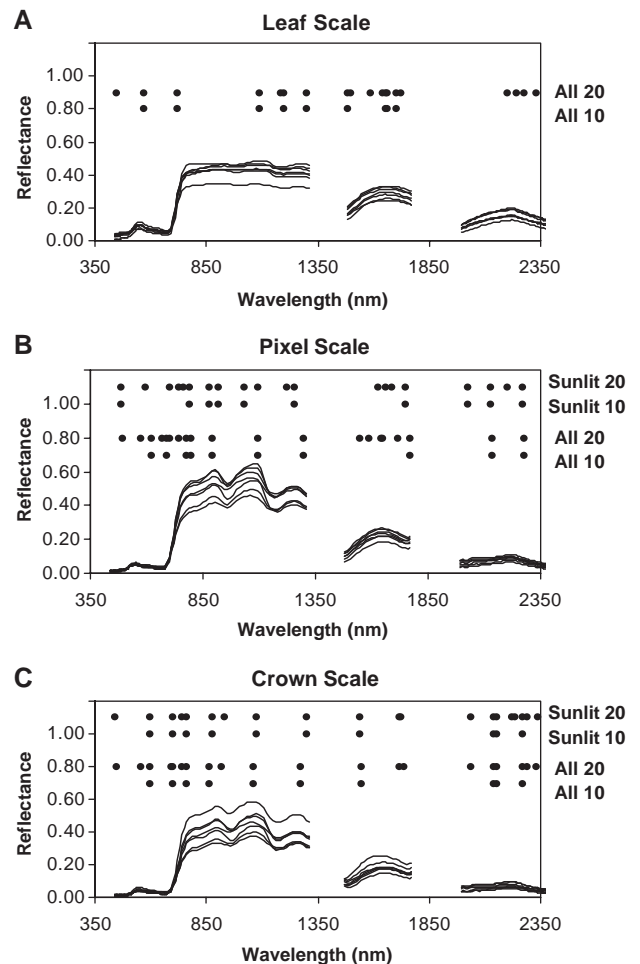 A
Leaf Scale
1.00
0.80
0.60
0.40
0.20
0.00
Reflectance
All 20
All 10
350 850 1350 1850 2350
Wavelength (nm)
B
Pixel Scale
1.00
0.80
0.60
0.40
0.20
0.00
Reflectance
Sunlit 20
Sunlit 10
All 20
All 10
350 850 1350 1850 2350
Wavelength (nm)
C
Crown Scale
1.00
0.80
0.60
0.40
0.20
0.00
Reflectance
Sunlit 20
Sunlit 10
All 20
All 10
350 850 1350 1850 2350
Wavelength (nm)